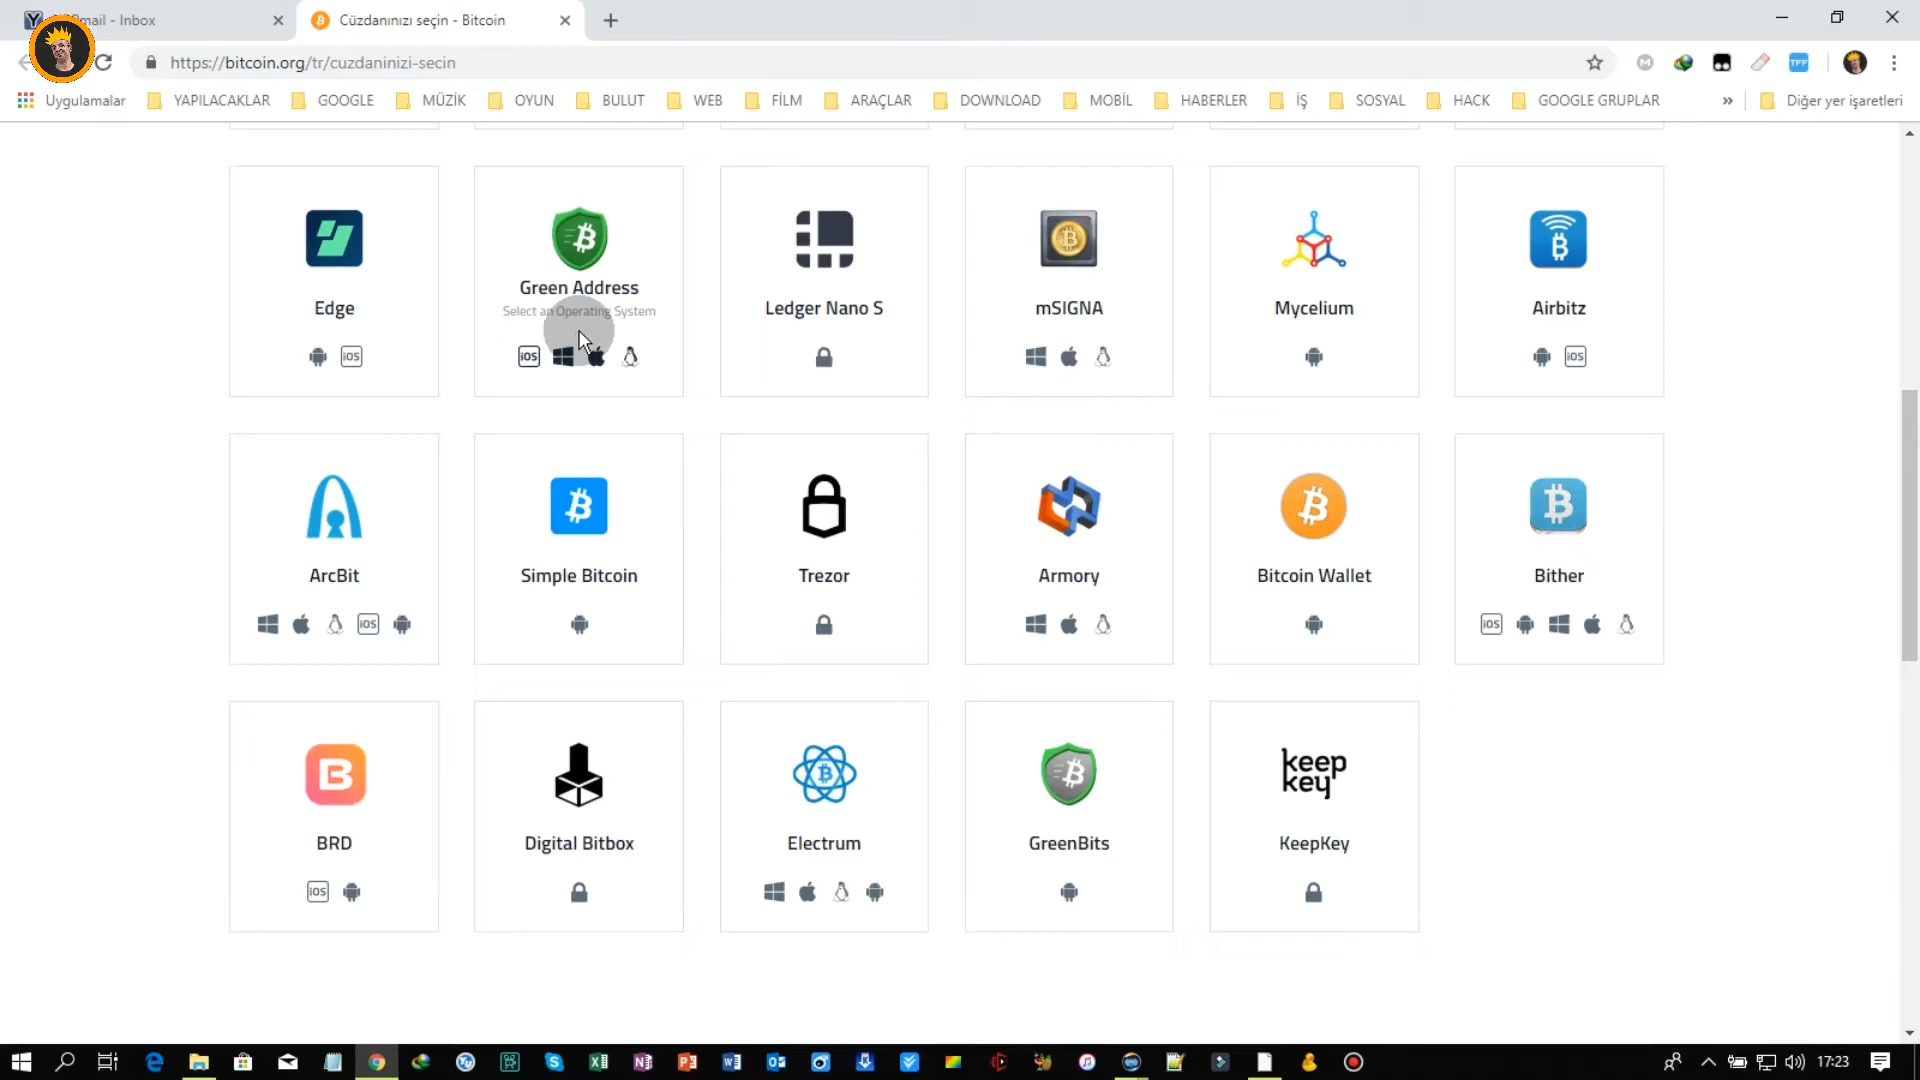 mail - Inbox
Cüzdanınızı seçin - Bitcoin
https://bitcoin.org/tr/cuzdaninizi-secin
TFF
Uygulamalar
YAPILACAKLAR
GOOGLE
MÜZİK
OYUN
BULUT
WEB
FİLM
ARAÇLAR
DOWNLOAD
MOBİL
HABERLER
İŞ
SOSYAL
HACK
GOOGLE GRUPLAR
»
Diğer yer işaretleri
Edge
iOS
Green Address
Select an Operating System
iOS
Ledger Nano S
mSIGNA
Mycelium
Airbitz
iOS
ArcBit
iOS
Simple Bitcoin
Trezor
Armory
Bitcoin Wallet
Bither
iOS
BRD
iOS
Digital Bitbox
Electrum
GreenBits
keep
key
KeepKey
17:23